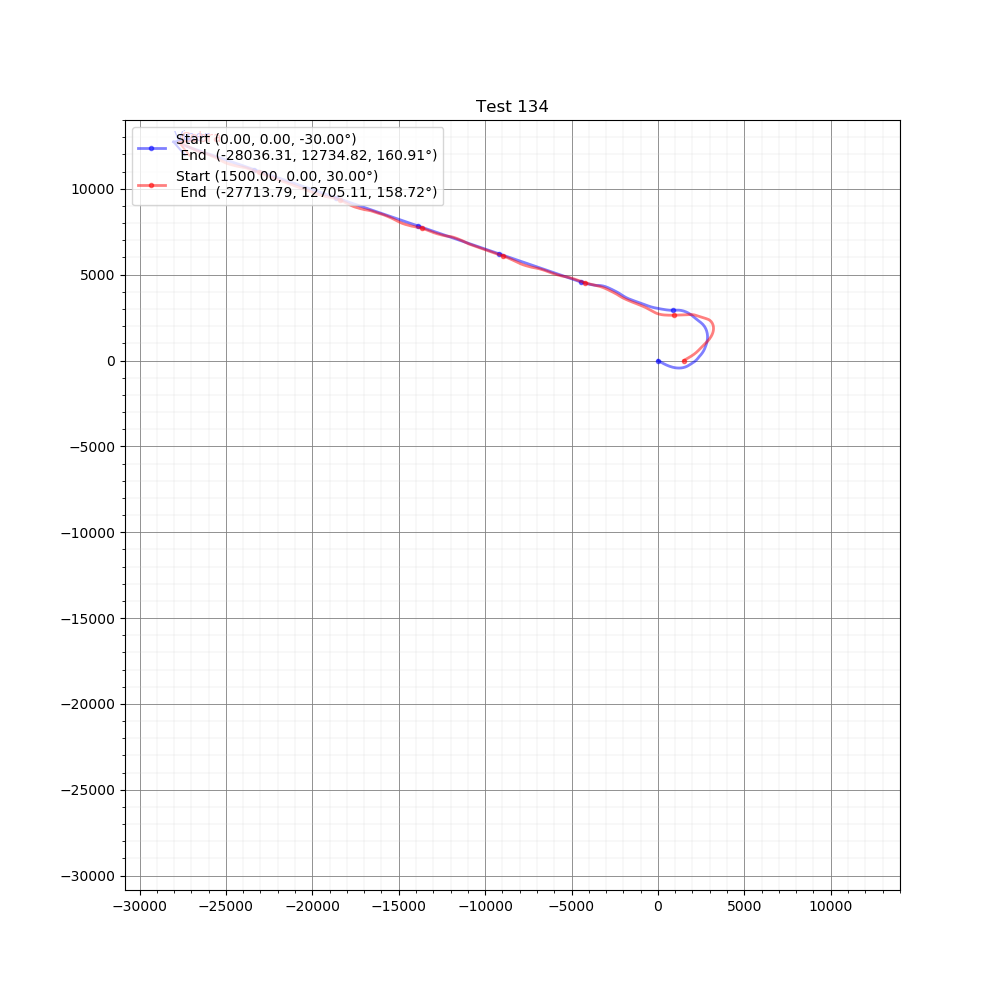 Test 134
Start (0.00, 0.00, -30.00°)
End (-28036.31, 12734.82, 160.91°)
Start (1500.00, 0.00, 30.00°)
End (-27713.79, 12705.11, 158.72°)
10000
5000
0
−5000
−10000
−15000
−20000
−25000
−30000
−30000 −25000 −20000 −15000 −10000 −5000 0 5000 10000